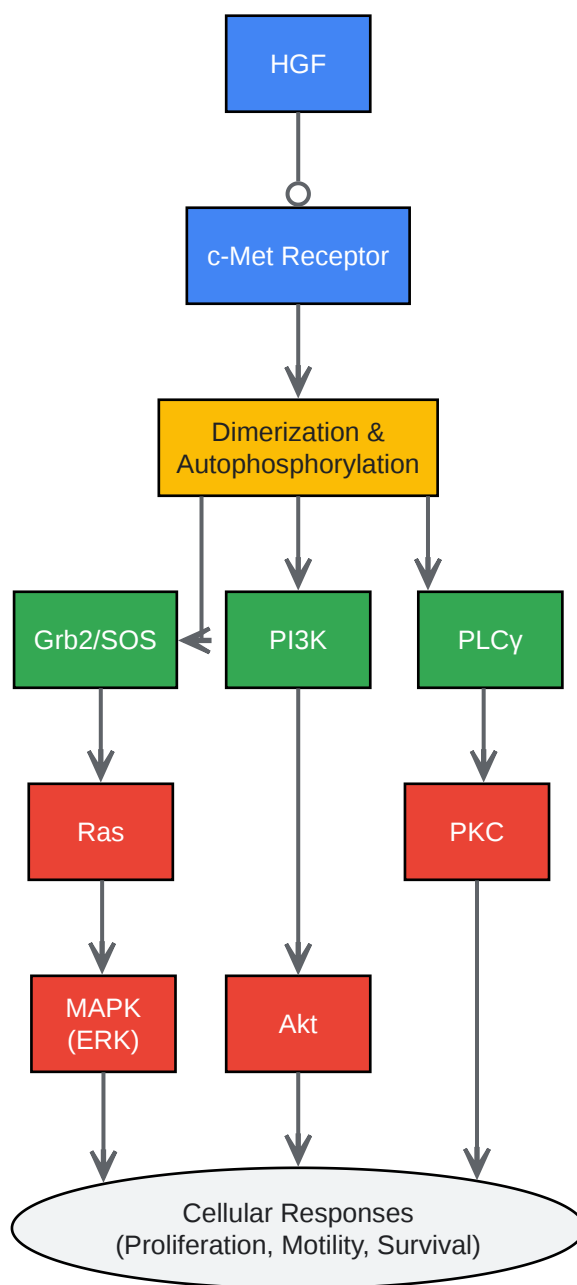 HGF
c-Met Receptor
Dimerization &
Autophosphorylation
Grb2/SOS
PI3K
PLCγ
Ras
PKC
MAPK
(ERK)
Akt
Cellular Responses
(Proliferation, Motility, Survival)